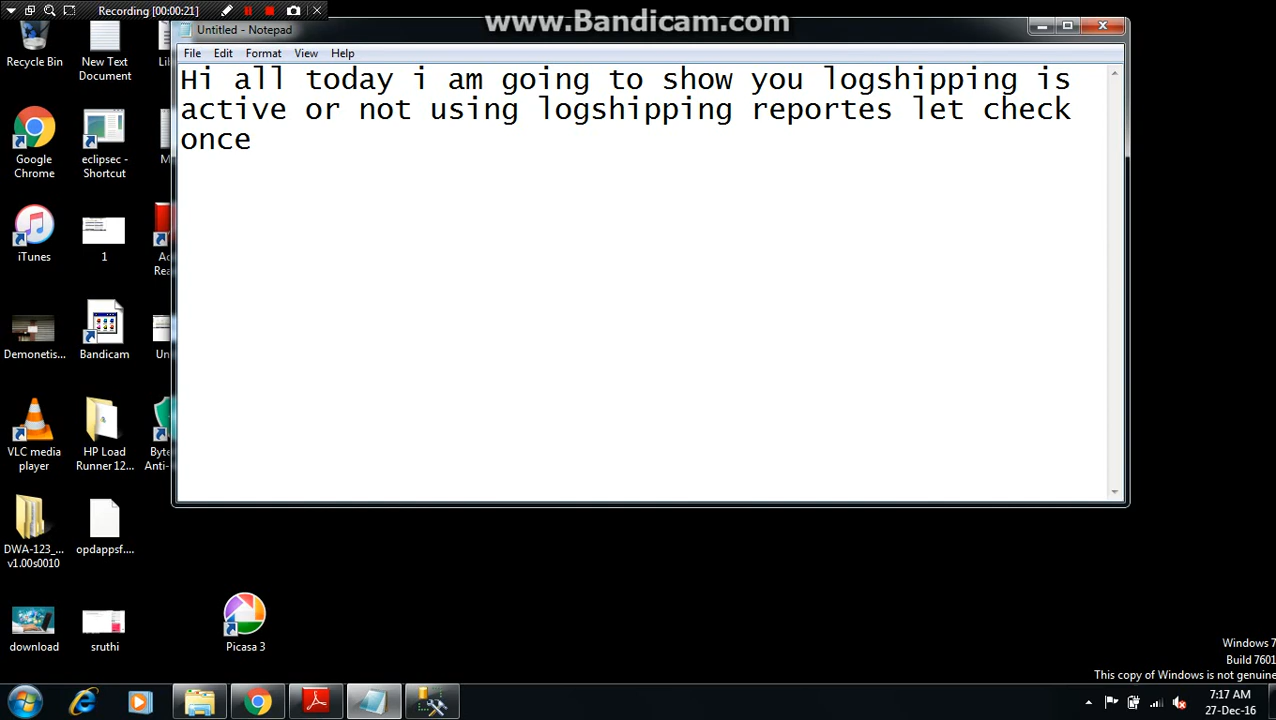 Recording [00:00:21]
www.Bandicam.com
Untitled - Notepad
File Edit Format View Help
Hi all today i am going to show you logshipping is
active or not using logshipping reportes let check
once
Recycle Bin
New Text
Document
Google
Chrome
eclipsec -
Shortcut
iTunes
1
Demonetis...
Bandicam
VLC media
player
HP Load
Runner 12...
Byte
Anti-
DWA-123_...
v1.00s0010
opdappsf....
download
sruthi
Picasa 3
Windows 7
Build 7601
This copy of Windows is not genuine
7:17 AM
27-Dec-16